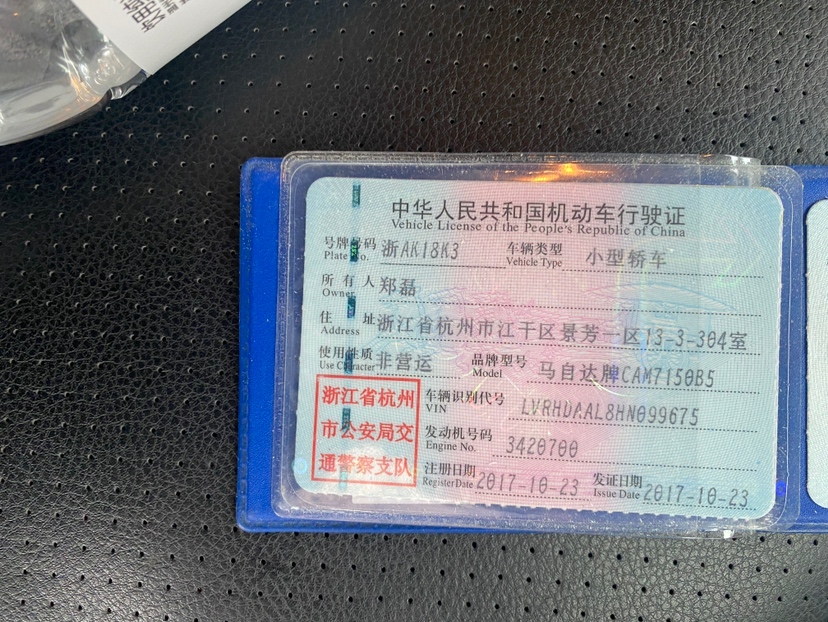 中华人民共和国机动车行驶证
Vehicle License of the People's Republic of China
号牌号码 浙AK18K3 车辆类型 小型轿车
Plate No. Vehicle Type
所有人 郑磊
Owner
住址 浙江省杭州市江干区景芳一区13-3-304室
Address
使用性质 非营运 品牌型号 马自达牌CAM7150B5
Use Character Model
浙江省杭州
市公安局交
通警察支队
车辆识别代号 LVRHDAAL8HN099675
VIN
发动机号码 3420700
Engine No.
注册日期 2017-10-23 发证日期 2017-10-23
Register Date Issue Date